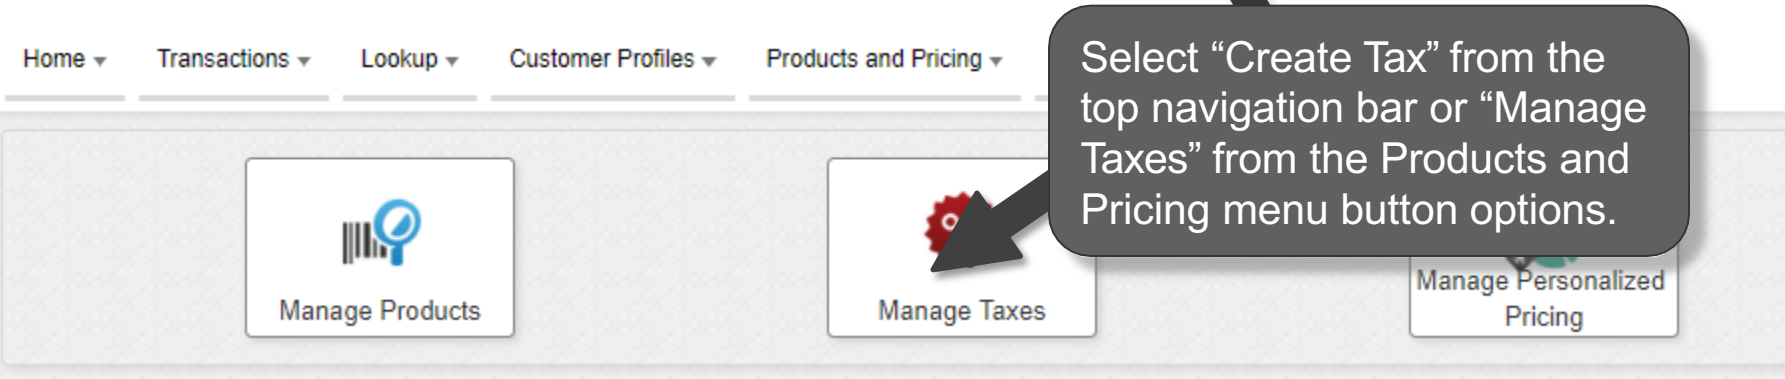 Home
Transactions
Lookup
Customer Profiles
Products and Pricing
Select “Create Tax” from the
top navigation bar or “Manage
Taxes” from the Products and
Pricing menu button options.
Manage Products
Manage Taxes
Manage Personalized
Pricing